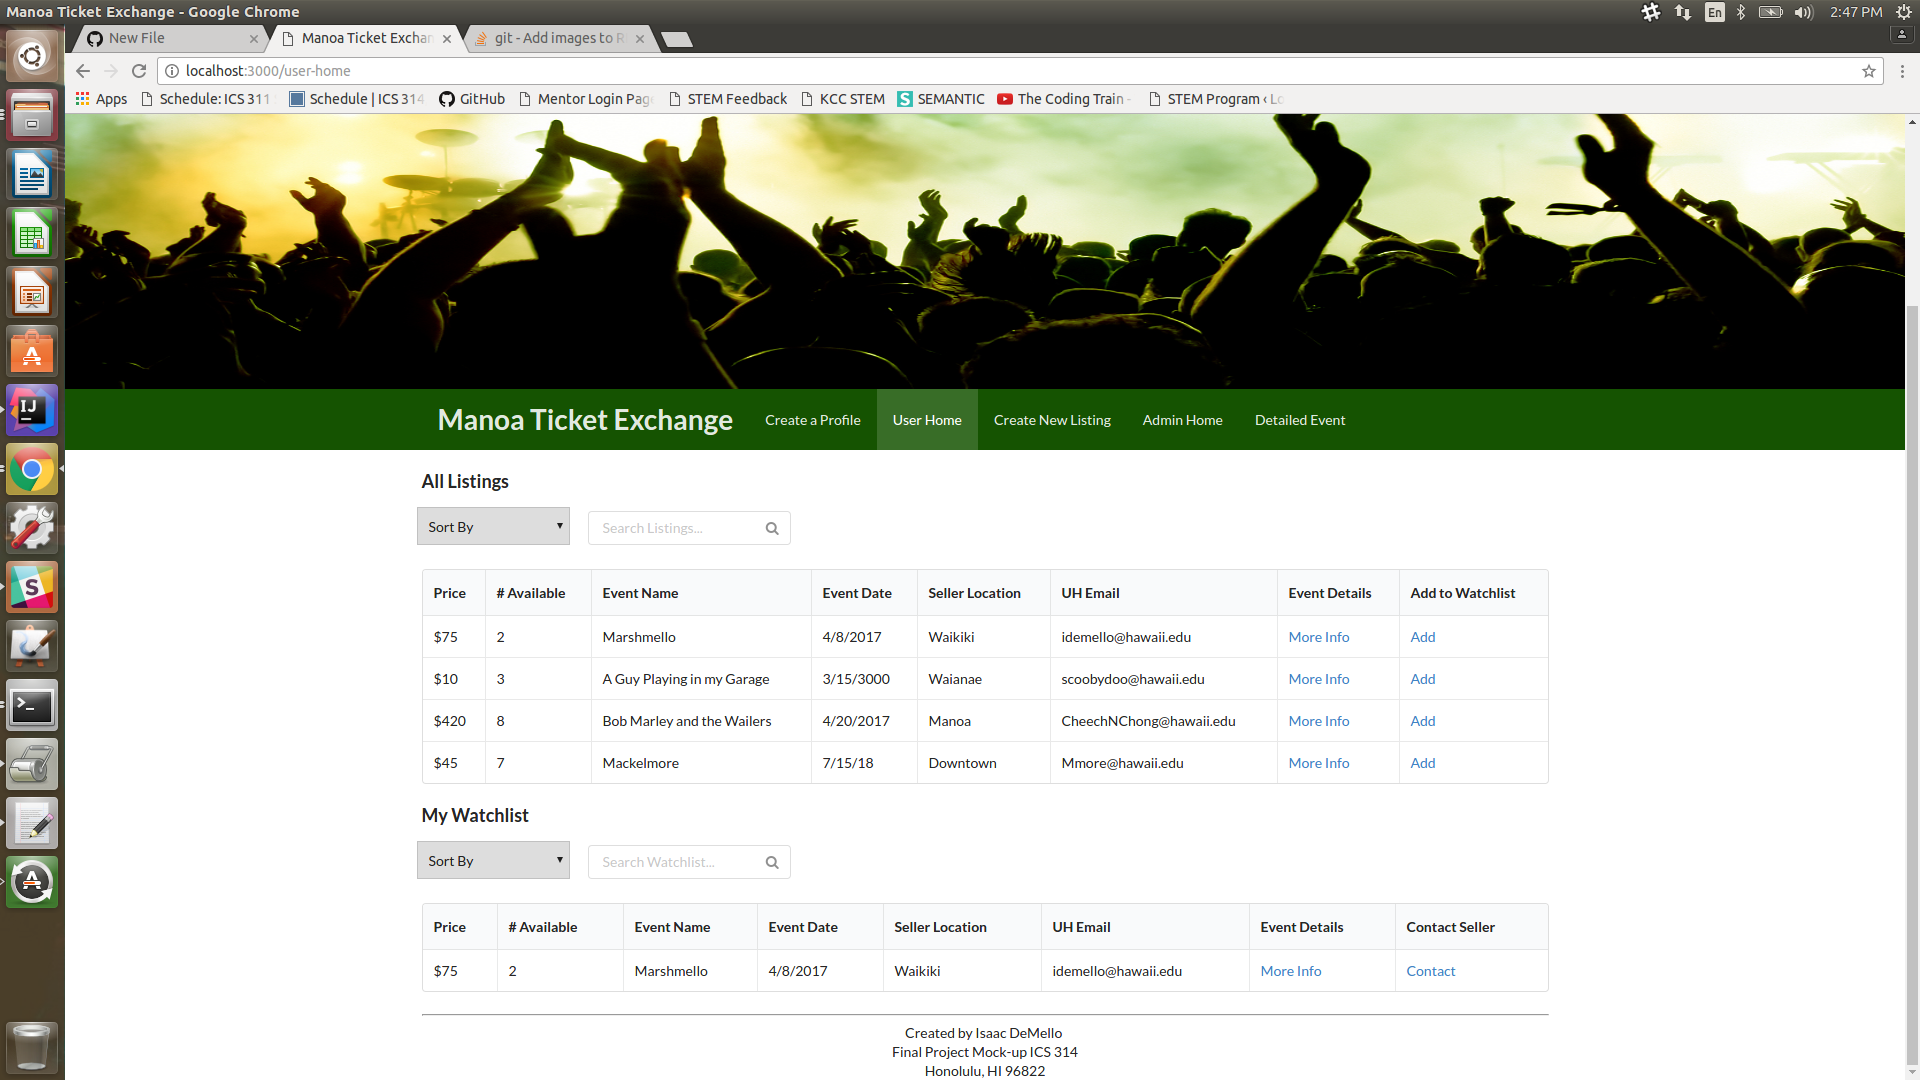 Manoa Ticket Exchange - Google Chrome
En
2:47 PM
New File
Manoa Ticket Exchan
git - Add images to R
localhost:3000/user-home
Apps
Schedule: ICS 311
Schedule | ICS 314
GitHub
Mentor Login Page
STEM Feedback
KCC STEM
SEMANTIC
The Coding Train -
STEM Program ‹ Lo
Manoa Ticket Exchange
Create a Profile
User Home
Create New Listing
Admin Home
Detailed Event
All Listings
Sort By
Search Listings...
Price # Available Event Name Event Date Seller Location UH Email Event Details Add to Watchlist
$75 2 Marshmello 4/8/2017 Waikiki idemello@hawaii.edu More Info Add
$10 3 A Guy Playing in my Garage 3/15/3000 Waianae scoobydoo@hawaii.edu More Info Add
$420 8 Bob Marley and the Wailers 4/20/2017 Manoa CheechNChong@hawaii.edu More Info Add
$45 7 Mackelmore 7/15/18 Downtown Mmore@hawaii.edu More Info Add
My Watchlist
Sort By
Search Watchlist...
Price # Available Event Name Event Date Seller Location UH Email Event Details Contact Seller
$75 2 Marshmello 4/8/2017 Waikiki idemello@hawaii.edu More Info Contact
Created by Isaac DeMello
Final Project Mock-up ICS 314
Honolulu, HI 96822